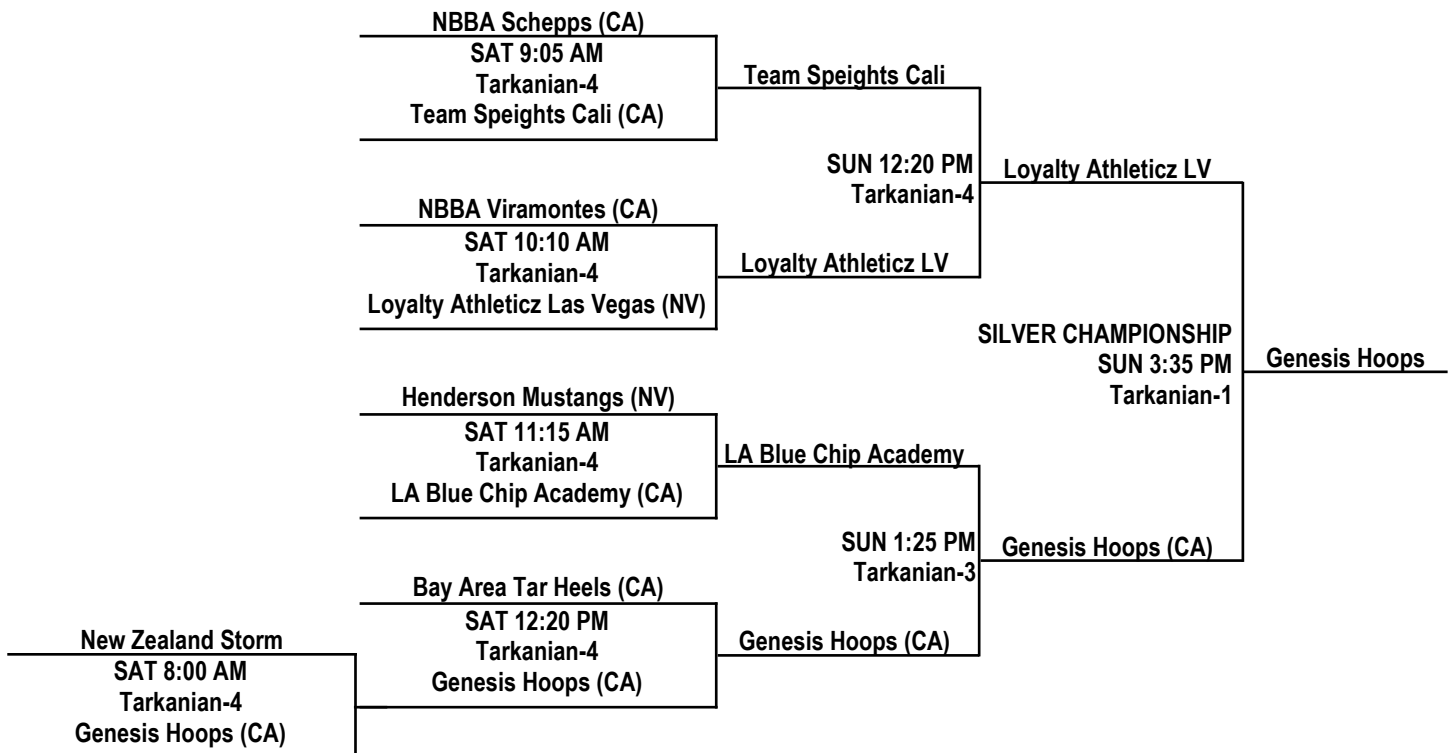 NBBA Schepps (CA)
SAT 9:05 AM
Tarkanian-4
Team Speights Cali (CA)
Team Speights Cali
SUN 12:20 PM
Tarkanian-4
Loyalty Athleticz LV
NBBA Viramontes (CA)
SAT 10:10 AM
Tarkanian-4
Loyalty Athleticz Las Vegas (NV)
Loyalty Athleticz LV
SILVER CHAMPIONSHIP
SUN 3:35 PM
Tarkanian-1
Genesis Hoops
Henderson Mustangs (NV)
SAT 11:15 AM
Tarkanian-4
LA Blue Chip Academy (CA)
LA Blue Chip Academy
SUN 1:25 PM
Tarkanian-3
Genesis Hoops (CA)
Bay Area Tar Heels (CA)
SAT 12:20 PM
Tarkanian-4
Genesis Hoops (CA)
Genesis Hoops (CA)
New Zealand Storm
SAT 8:00 AM
Tarkanian-4
Genesis Hoops (CA)